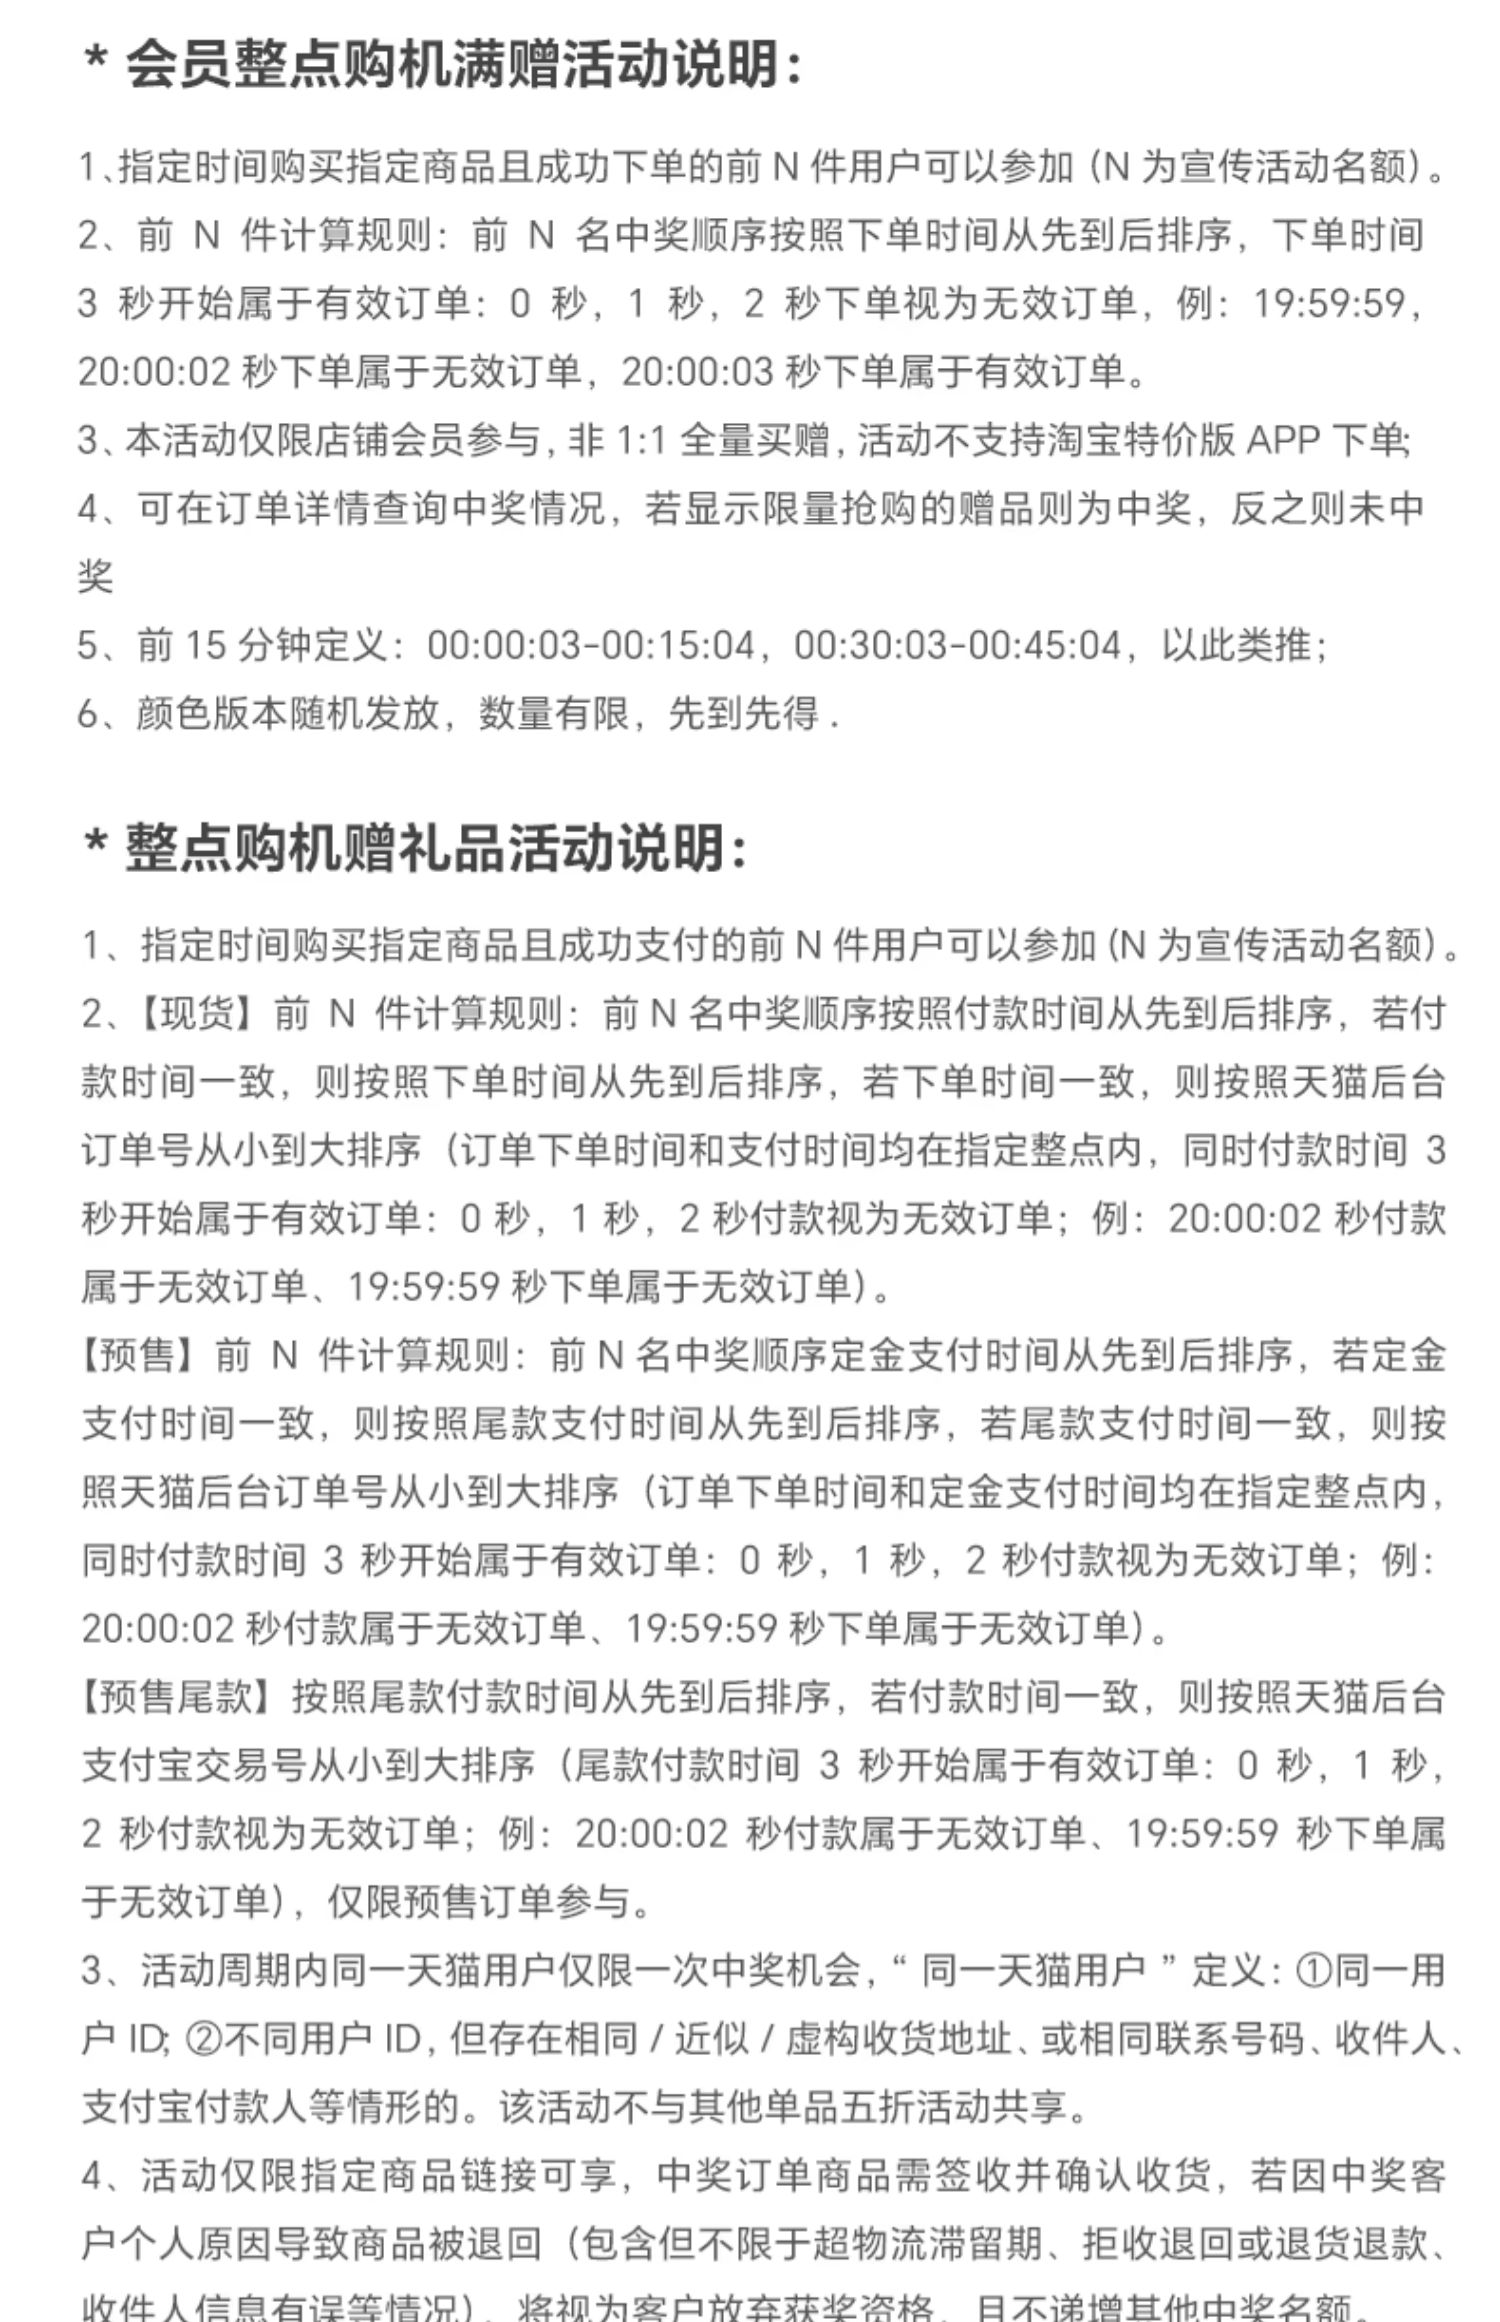 * 会员整点购机满赠活动说明：
1、指定时间购买指定商品且成功下单的前 N 件用户可以参加（N 为宣传活动名额）。
2、前 N 件计算规则：前 N 名中奖顺序按照下单时间从先到后排序，下单时间
3 秒开始属于有效订单：0 秒，1 秒，2 秒下单视为无效订单，例：19:59:59，
20:00:02 秒下单属于无效订单，20:00:03 秒下单属于有效订单。
3、本活动仅限店铺会员参与，非 1:1 全量买赠，活动不支持淘宝特价版 APP 下单；
4、可在订单详情查询中奖情况，若显示限量抢购的赠品则为中奖，反之则未中
奖
5、前 15 分钟定义：00:00:03-00:15:04，00:30:03-00:45:04，以此类推；
6、颜色版本随机发放，数量有限，先到先得 .
* 整点购机赠礼品活动说明：
1、指定时间购买指定商品且成功支付的前 N 件用户可以参加（N 为宣传活动名额）。
2、【现货】前 N 件计算规则：前 N 名中奖顺序按照付款时间从先到后排序，若付
款时间一致，则按照下单时间从先到后排序，若下单时间一致，则按照天猫后台
订单号从小到大排序（订单下单时间和支付时间均在指定整点内，同时付款时间 3
秒开始属于有效订单：0 秒，1 秒，2 秒付款视为无效订单；例：20:00:02 秒付款
属于无效订单、19:59:59 秒下单属于无效订单）。
【预售】前 N 件计算规则：前 N 名中奖顺序定金支付时间从先到后排序，若定金
支付时间一致，则按照尾款支付时间从先到后排序，若尾款支付时间一致，则按
照天猫后台订单号从小到大排序（订单下单时间和定金支付时间均在指定整点内，
同时付款时间 3 秒开始属于有效订单：0 秒，1 秒，2 秒付款视为无效订单；例：
20:00:02 秒付款属于无效订单、19:59:59 秒下单属于无效订单）。
【预售尾款】按照尾款付款时间从先到后排序，若付款时间一致，则按照天猫后台
支付宝交易号从小到大排序（尾款付款时间 3 秒开始属于有效订单：0 秒，1 秒，
2 秒付款视为无效订单；例：20:00:02 秒付款属于无效订单、19:59:59 秒下单属
于无效订单），仅限预售订单参与。
3、活动周期内同一天猫用户仅限一次中奖机会，“ 同一天猫用户 ” 定义：①同一用
户 ID；②不同用户 ID，但存在相同 / 近似 / 虚构收货地址、或相同联系号码、收件人、
支付宝付款人等情形的。该活动不与其他单品五折活动共享。
4、活动仅限指定商品链接可享，中奖订单商品需签收并确认收货，若因中奖客
户个人原因导致商品被退回（包含但不限于超物流滞留期、拒收退回或退货退款、
收件人信息有误等情况），将视为客户放弃获奖资格，且不递增其他中奖名额。